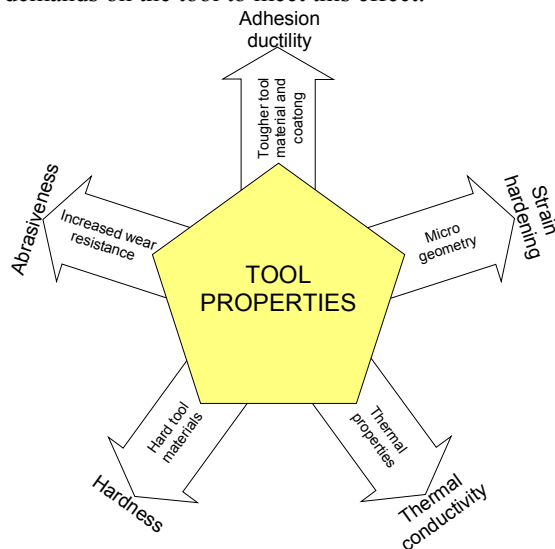 demands on the tool to meet this effect.
Adhesion
ductility
Tougher tool
material and
coatong
Abrasiveness
Increased wear
resistance
Strain
hardening
Micro
geometry
TOOL
PROPERTIES
Hard tool
materials
Hardness
Thermal
properties
Thermal
conductivity